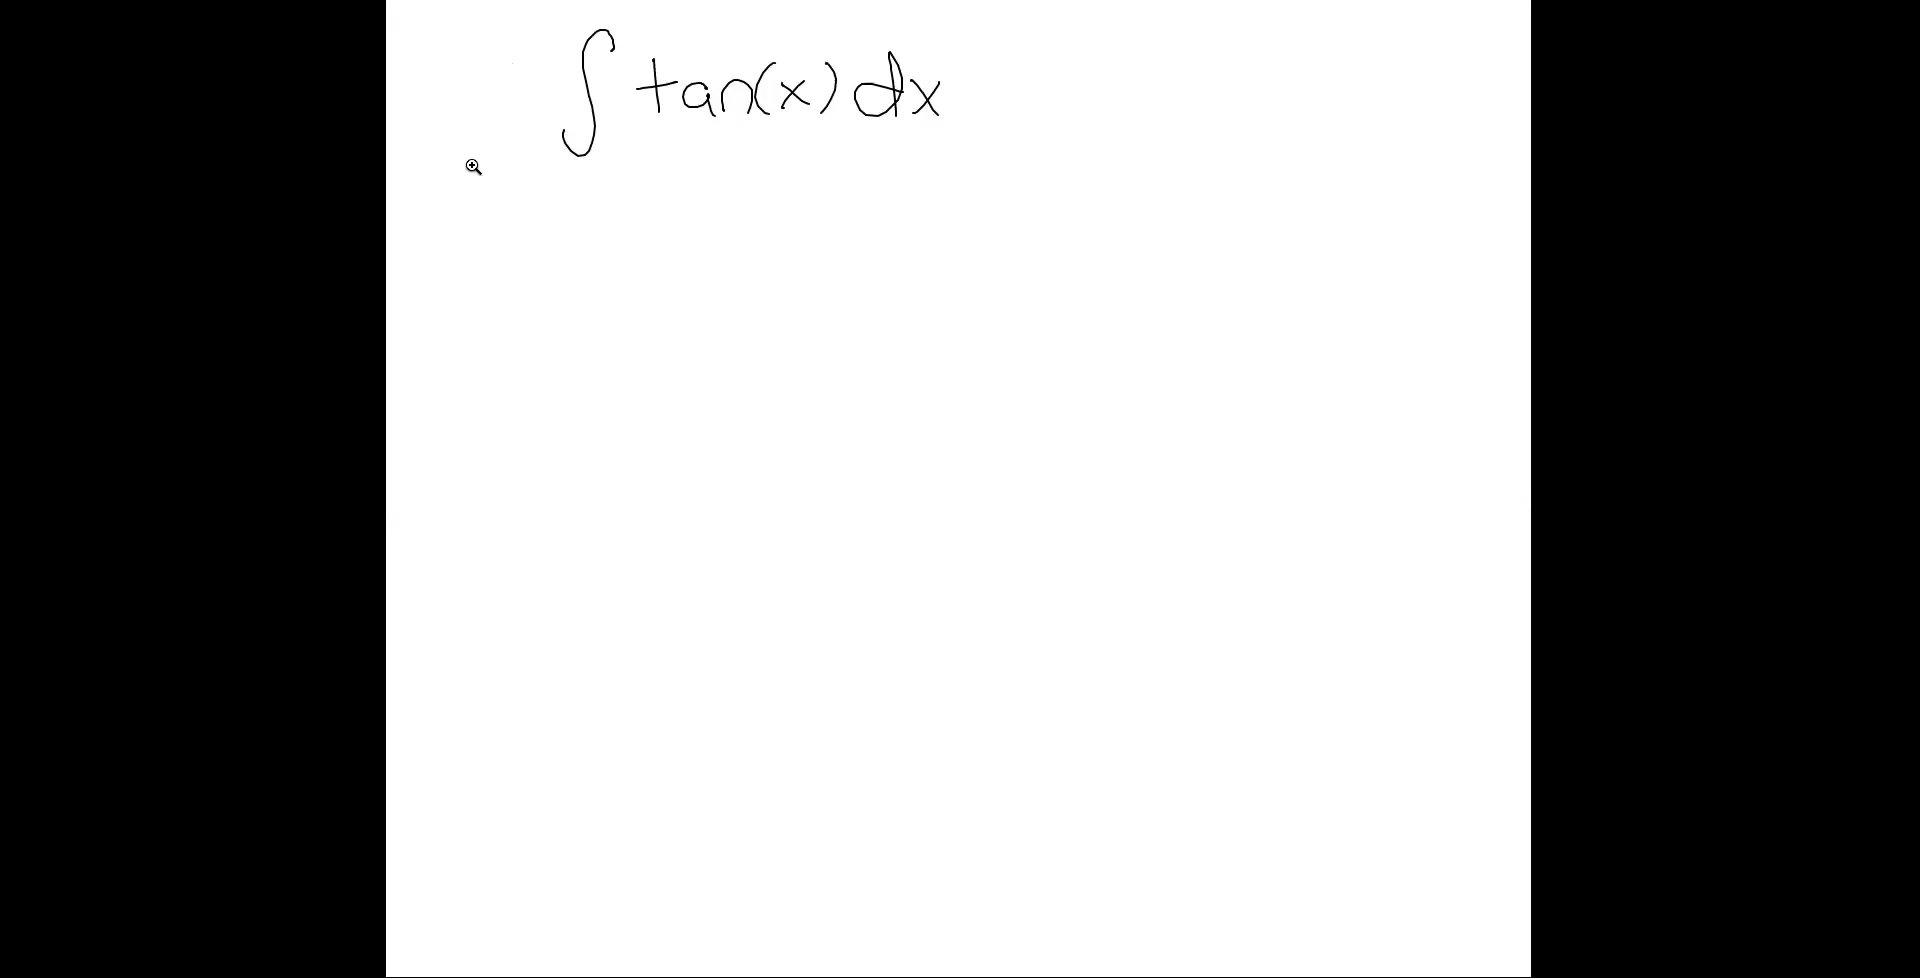 ∫ tan(x) dx